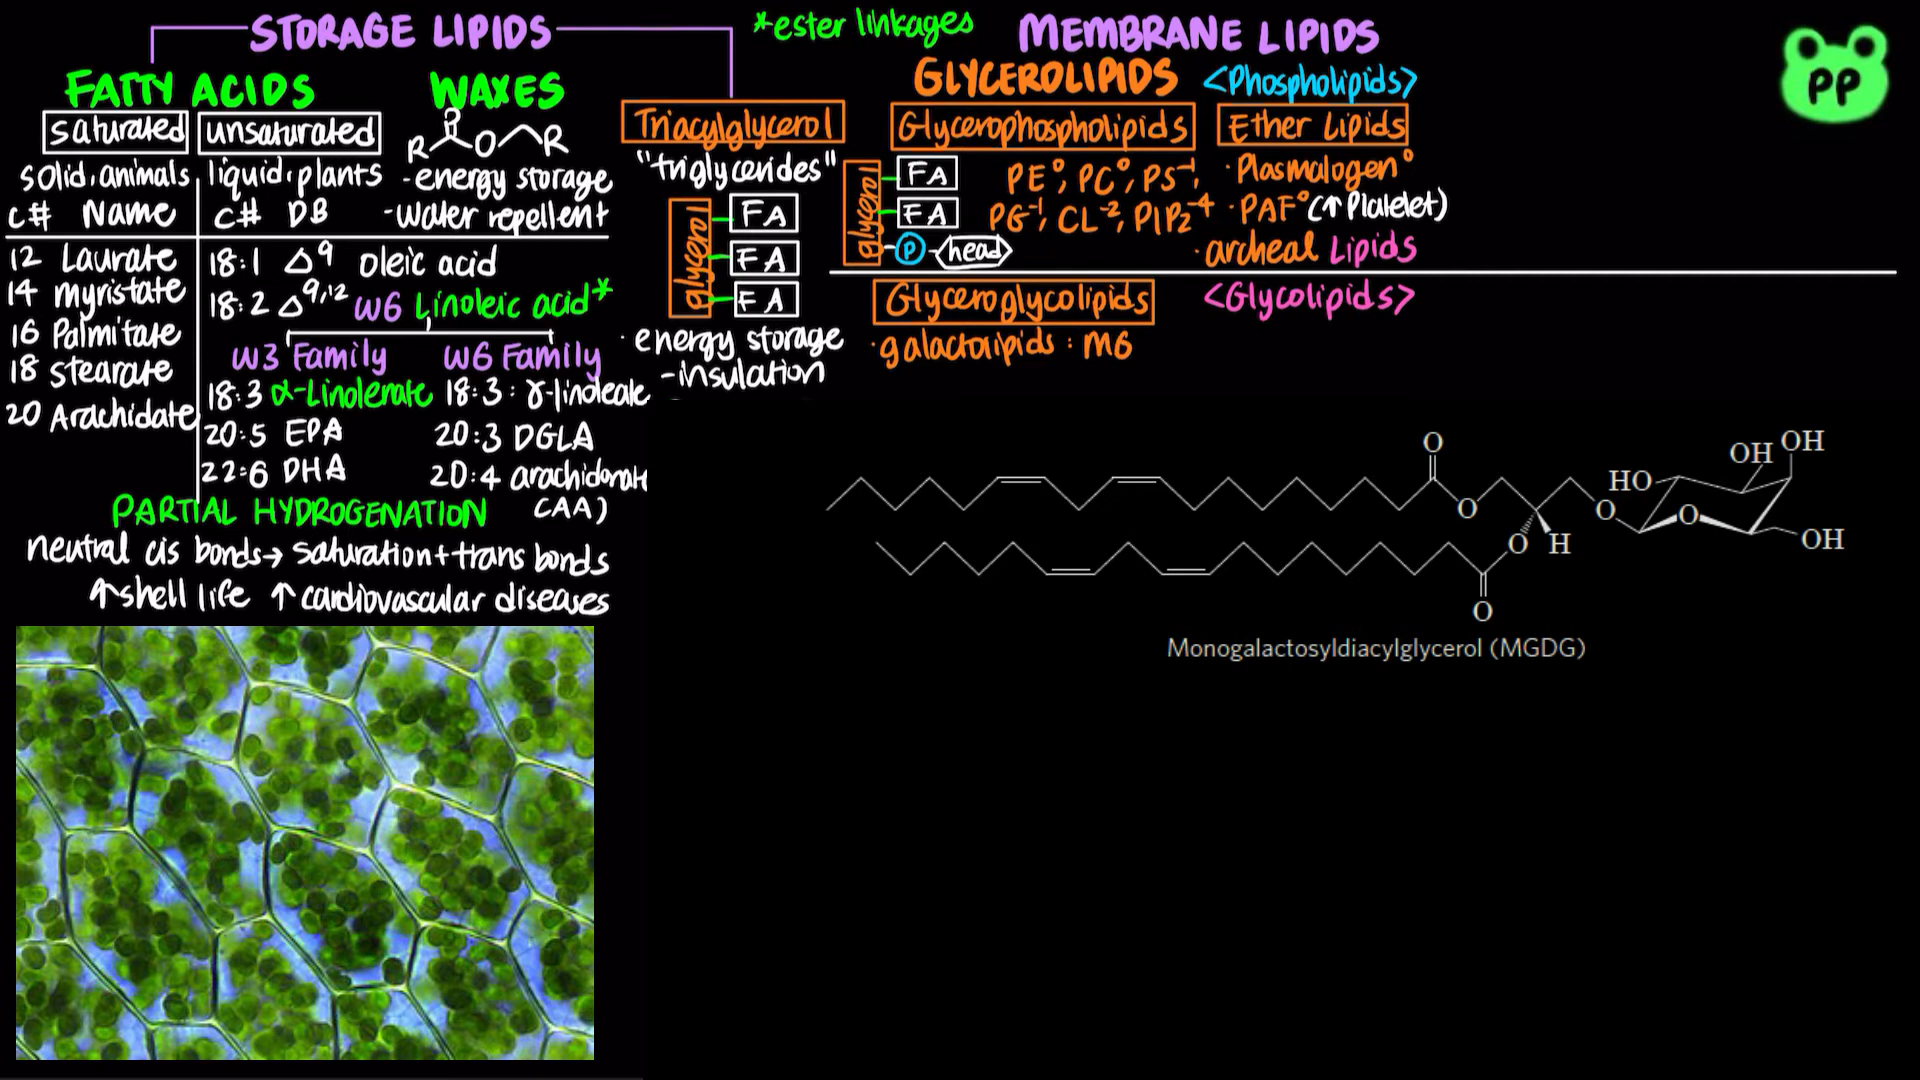 STORAGE LIPIDS
*ester linkages
MEMBRANE LIPIDS
FATTY ACIDS
WAXES
GLYCEROLIPIDS <Phospholipids>
PP
saturated
unsaturated
solid, animals
liquid, plants
C# Name
C# DB
12 Laurate
14 myristate
16 Palmitate
18 stearate
20 Arachidate
18:1 Δ9 oleic acid
18:2 Δ9,12 ω6 Linoleic acid*
ω3 Family
18:3 α-Linolenate
20:5 EPA
22:6 DHA
ω6 Family
18:3: γ-linoleate
20:3 DGLA
20:4 arachidonate
(AA)
R O O R
-energy storage
-water repellent
PARTIAL HYDROGENATION
neutral cis bonds→ saturation+trans bonds
↑shell life ↑ cardiovascular diseases
Triacylglycerol
"triglycerides"
glycerol
FA
FA
FA
·energy storage
-insulation
Glycerophospholipids
glycerol
FA
FA
P head
PE⁰, PC⁰, PS⁻¹,
PG⁻¹, CL⁻², PIP₂⁻⁴
Ether Lipids
·Plasmalogen⁰
·PAF⁰ (↑ Platelet)
·archeal Lipids
Glyceroglycolipids
<Glycolipids>
·galactolipids: MG
O
O
O
H
O
O
HO
OH
OH
O
OH
Monogalactosyldiacylglycerol (MGDG)